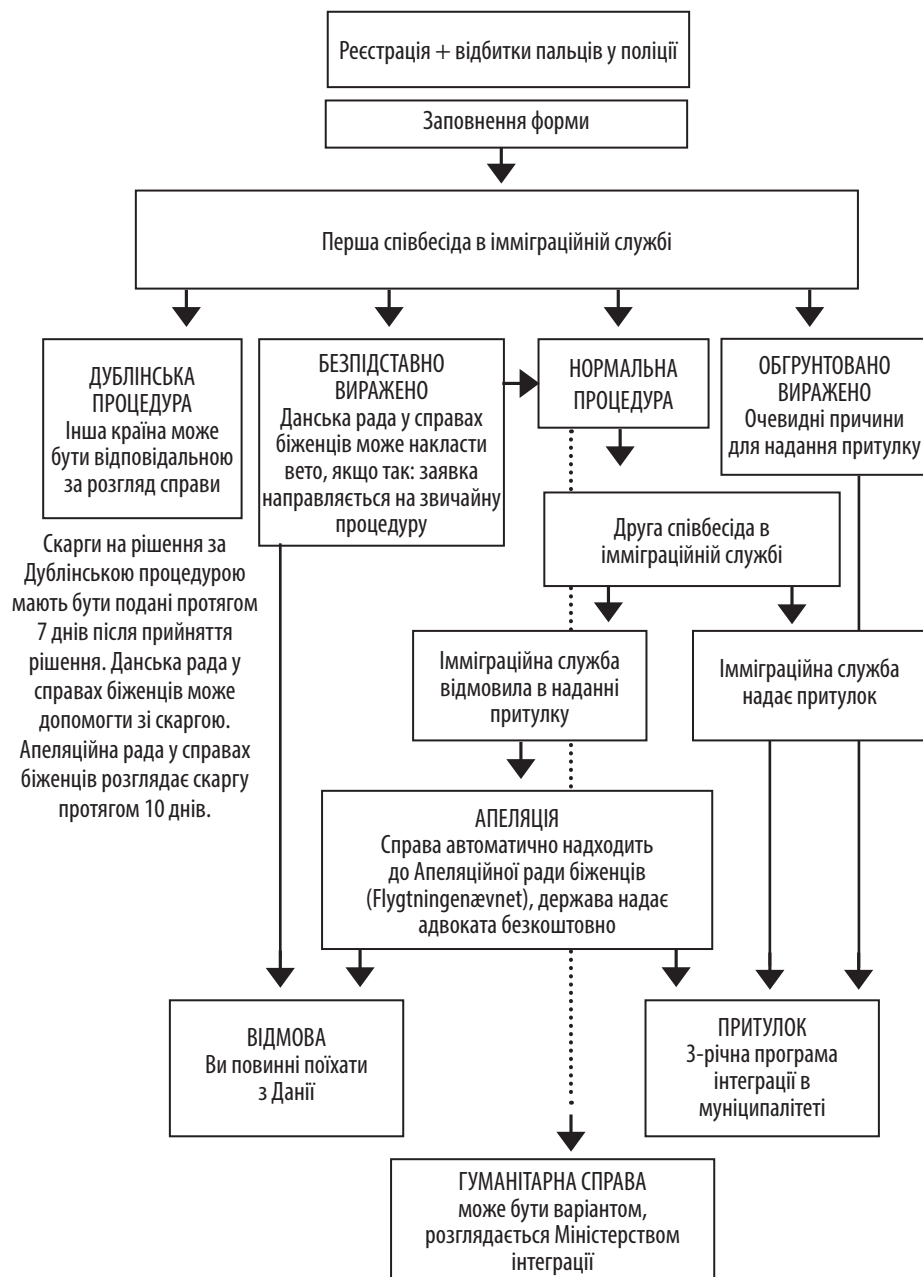 Реєстрація + відбитки пальців у поліції
Заповнення форми
Перша співбесіда в імміграційній службі
ДУБЛІНСЬКА
ПРОЦЕДУРА
Інша країна може
бути відповідальною
за розгляд справи
БЕЗПІДСТАВНО
ВИРАЖЕНО
Данська рада у справах
біженців може накласти
вето, якщо так: заявка
направляється на звичайну
процедуру
НОРМАЛЬНА
ПРОЦЕДУРА
ОБГРУНТОВАНО
ВИРАЖЕНО
Очевидні причини
для надання притулку
Скарги на рішення за
Дублінською процедурою
мають бути подані протягом
7 днів після прийняття
рішення. Данська рада у
справах біженців може
допомогти зі скаргою.
Апеляційна рада у справах
біженців розглядає скаргу
протягом 10 днів.
Друга співбесіда в
імміграційній службі
Імміграційна служба
відмовила в наданні
притулку
Імміграційна служба
надає притулок
АПЕЛЯЦІЯ
Справа автоматично надходить
до Апеляційної ради біженців
(Flygtningenævnet), держава надає
адвоката безкоштовно
ВІДМОВА
Ви повинні поїхати
з Данії
ПРИТУЛОК
3-річна програма
інтеграції в
муніципалітеті
ГУМАНІТАРНА СПРАВА
може бути варіантом,
розглядається Міністерством
інтеграції